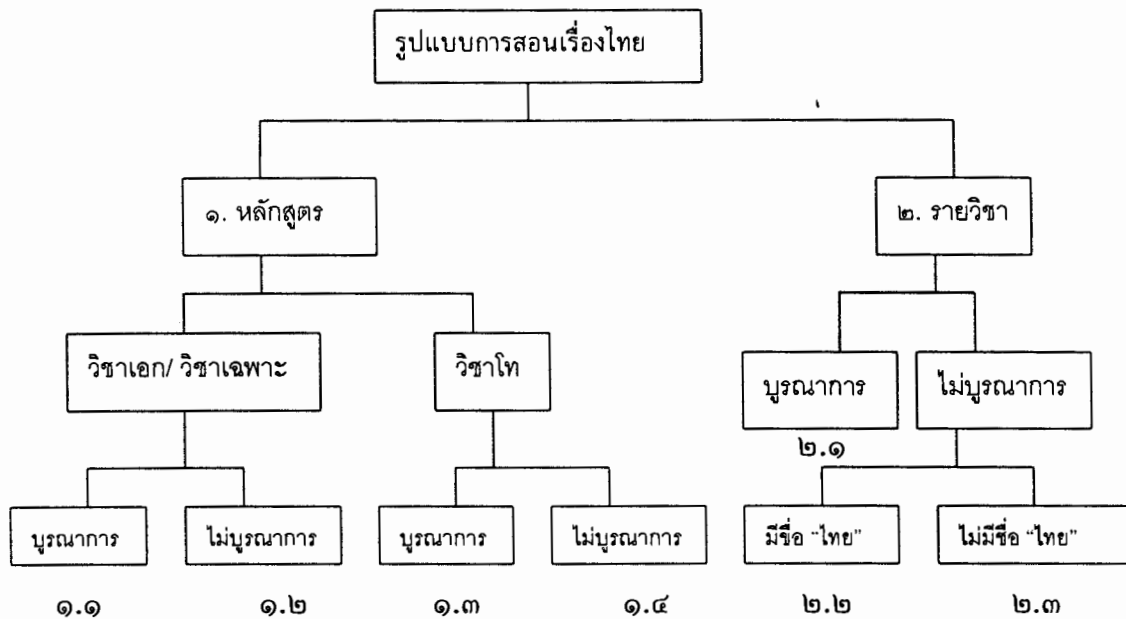 รูปแบบการสอนเรื่องไทย
๑. หลักสูตร
๒. รายวิชา
วิชาเอก/ วิชาเฉพาะ
วิชาโท
บูรณาการ
ไม่บูรณาการ
๒.๑
บูรณาการ
ไม่บูรณาการ
บูรณาการ
ไม่บูรณาการ
มีชื่อ “ไทย”
ไม่มีชื่อ “ไทย”
๑.๑
๑.๒
๑.๓
๑.๔
๒.๒
๒.๓